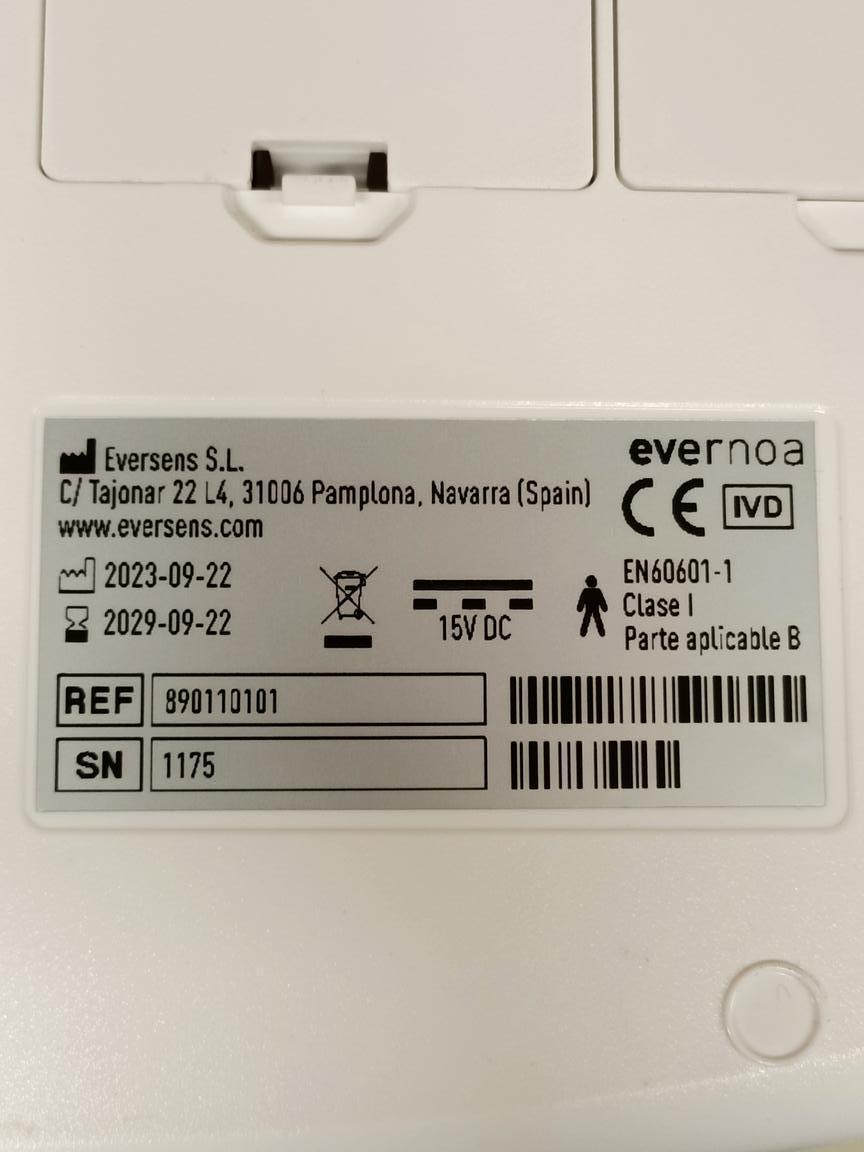 Eversens S.L.
C/ Tajonar 22 L4, 31006 Pamplona, Navarra (Spain)
www.eversens.com
evernoa
CE IVD
2023-09-22
2029-09-22
15V DC
EN60601-1
Clase I
Parte aplicable B
REF 890110101
SN 1175